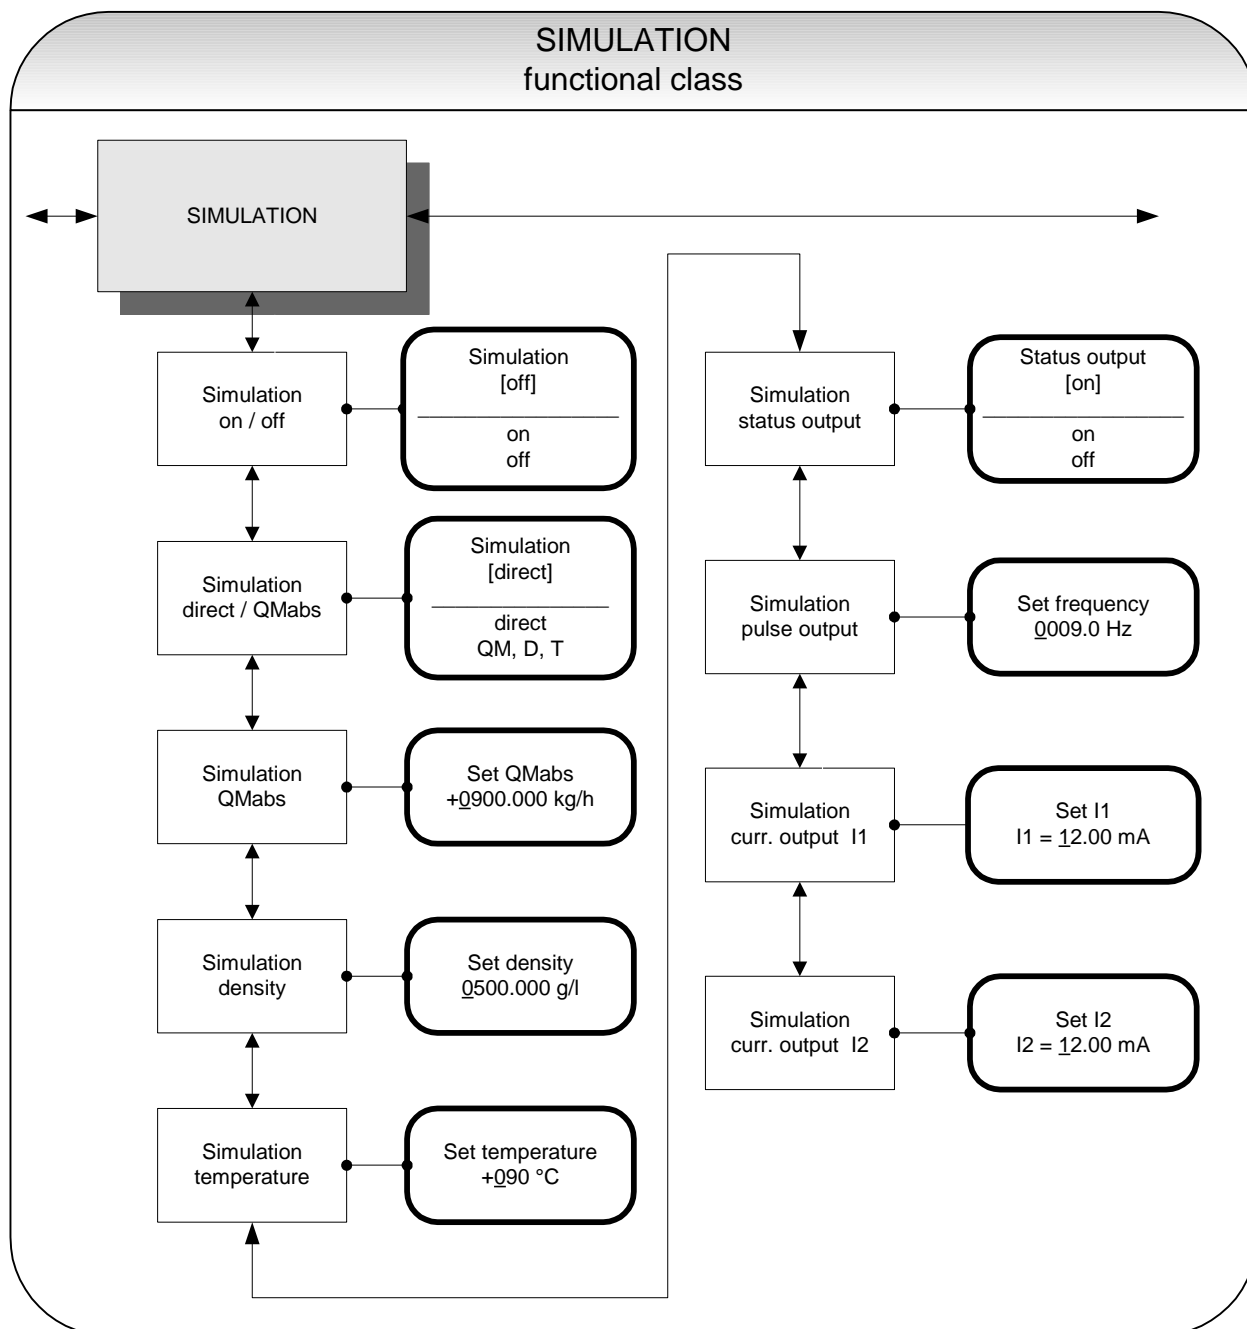 SIMULATION
functional class
SIMULATION
Simulation
on / off
Simulation
[off]
on
off
Simulation
direct / QMabs
Simulation
[direct]
direct
QM, D, T
Simulation
QMabs
Set QMabs
+0900.000 kg/h
Simulation
density
Set density
0500.000 g/l
Simulation
temperature
Set temperature
+090 °C
Simulation
status output
Status output
[on]
on
off
Simulation
pulse output
Set frequency
0009.0 Hz
Simulation
curr. output I1
Set I1
I1 = 12.00 mA
Simulation
curr. output I2
Set I2
I2 = 12.00 mA